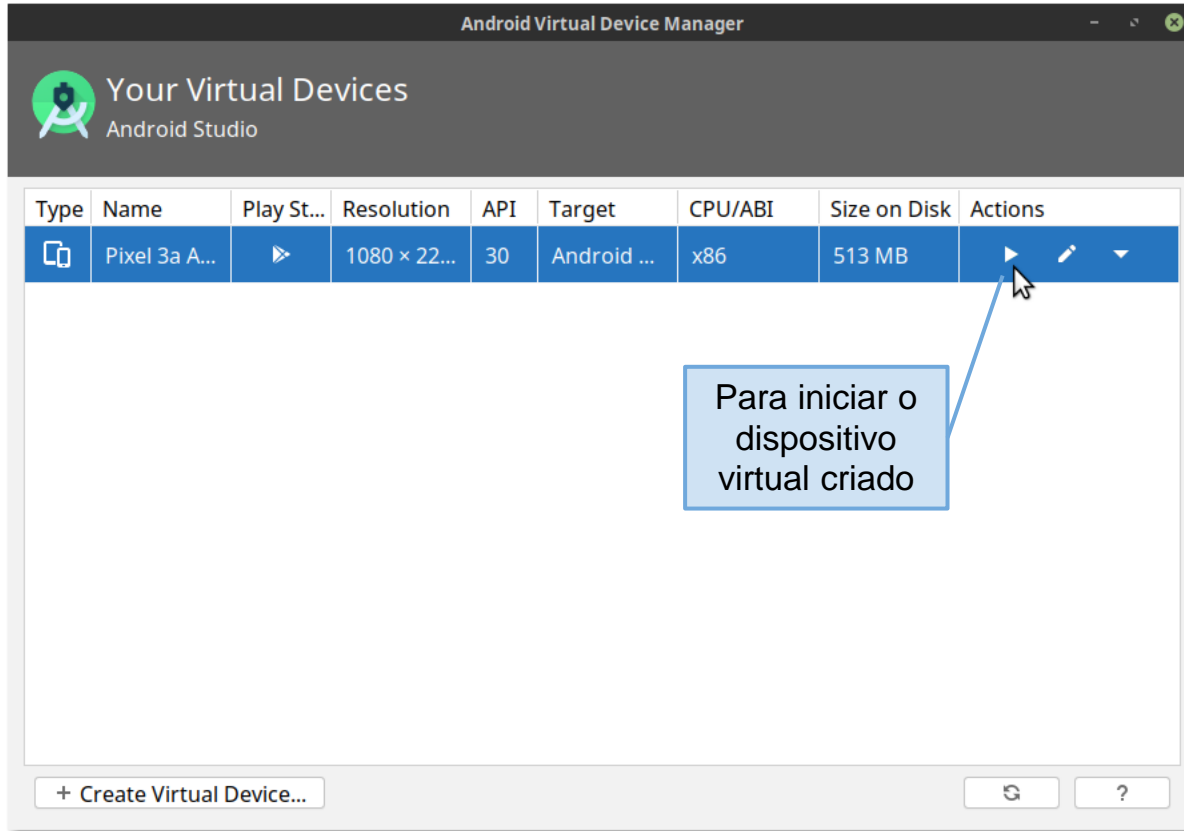 Android Virtual Device Manager
Your Virtual Devices
Android Studio
Type Name Play St... Resolution API Target CPU/ABI Size on Disk Actions
Pixel 3a A... 1080 × 22... 30 Android ... x86 513 MB
Para iniciar o
dispositivo
virtual criado
+ Create Virtual Device...
?